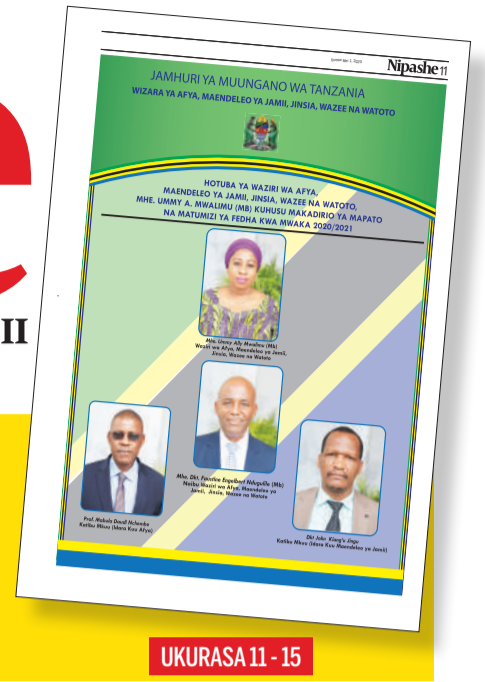 Nipashe 11
JAMHURI YA MUUNGANO WA TANZANIA
WIZARA YA AFYA, MAENDELEO YA JAMII, JINSIA, WAZEE NA WATOTO
HOTUBA YA WAZIRI WA AFYA,
MAENDELEO YA JAMII, JINSIA, WAZEE NA WATOTO,
MHE. UMMY A. MWALIMU (MB) KUHUSU MAKADIRIO YA MAPATO
NA MATUMIZI YA FEDHA KWA MWAKA 2020/2021
Mhe. Ummy Ally Mwalimu (Mb)
Waziri wa Afya, Maendeleo ya Jamii,
Jinsia, Wazee na Watoto
II
Mhe. Dkt. Faustine Engelbert Ndugulile (Mb)
Naibu Waziri wa Afya, Maendeleo ya
Jamii, Jinsia, Wazee na Watoto
Prof. Mabula Daudi Nchembe
Katibu Mkuu (Idara Kuu Afya)
Dkt John Kiang'u Jingu
Katibu Mkuu (Idara Kuu Maendeleo ya Jamii)
UKURASA 11 - 15